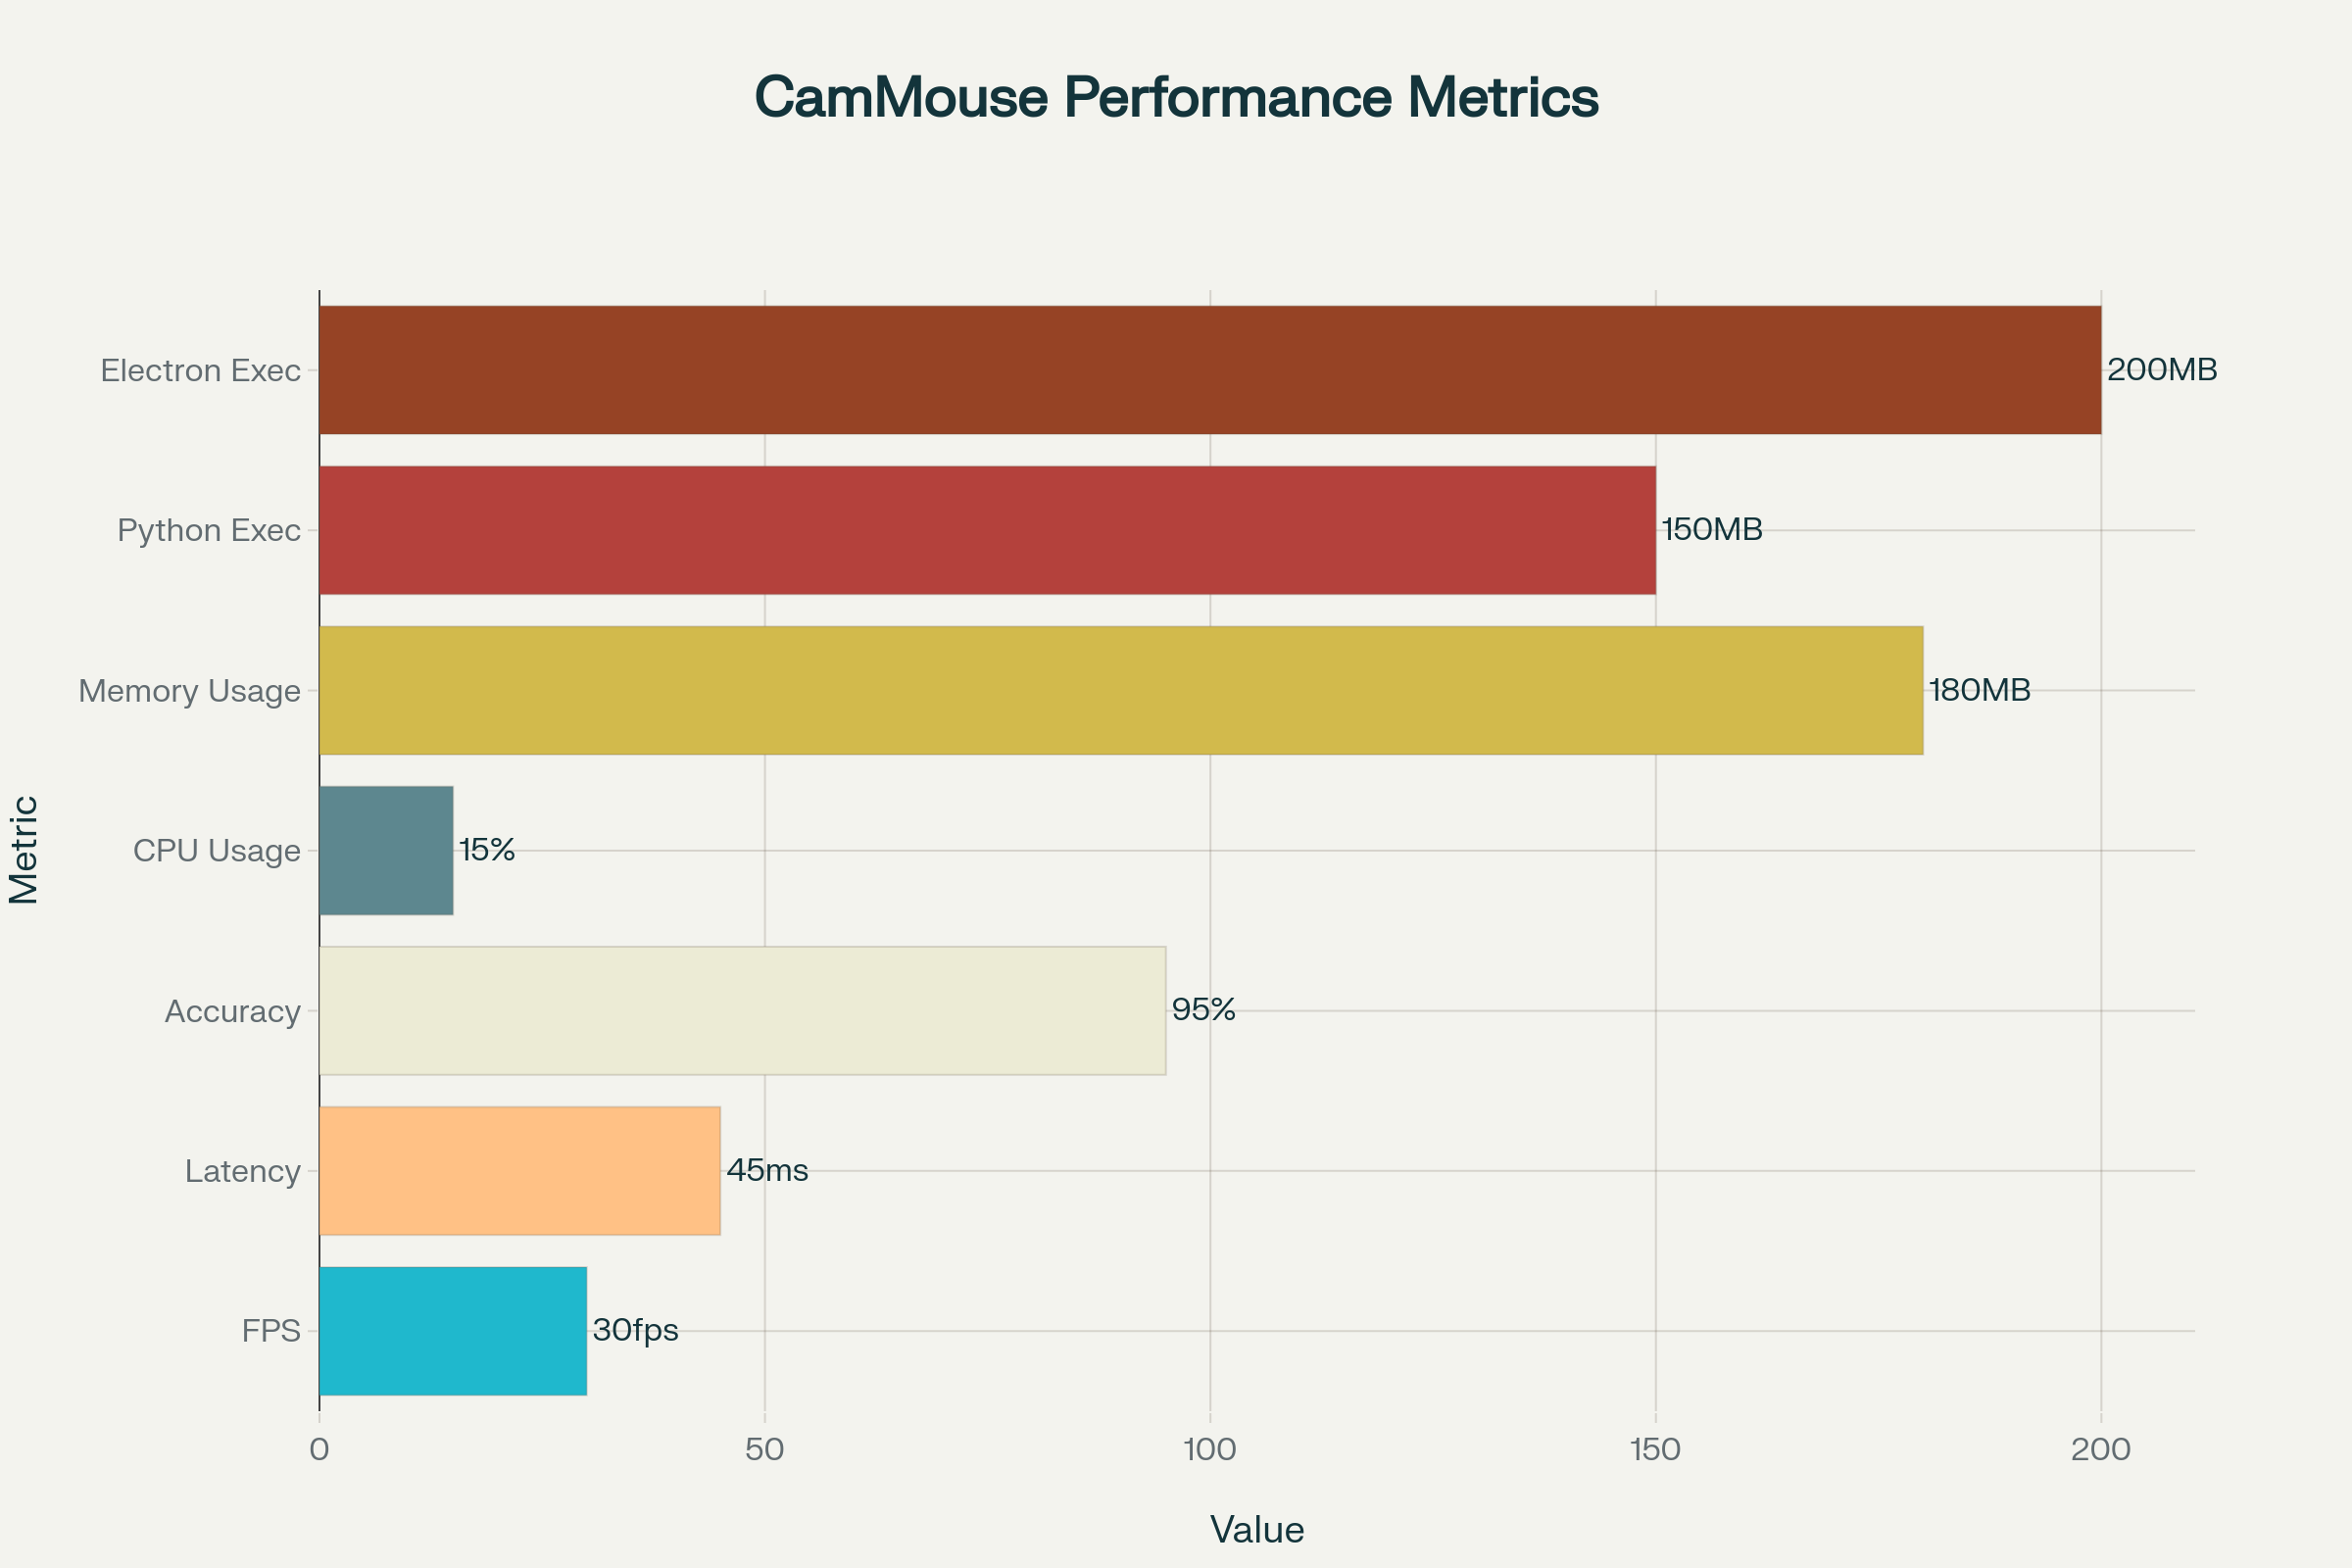 CamMouse Performance Metrics
Electron Exec
200MB
Python Exec
150MB
Memory Usage
180MB
CPU Usage
15%
Accuracy
95%
Latency
45ms
FPS
30fps
Metric
0
50
100
150
200
Value